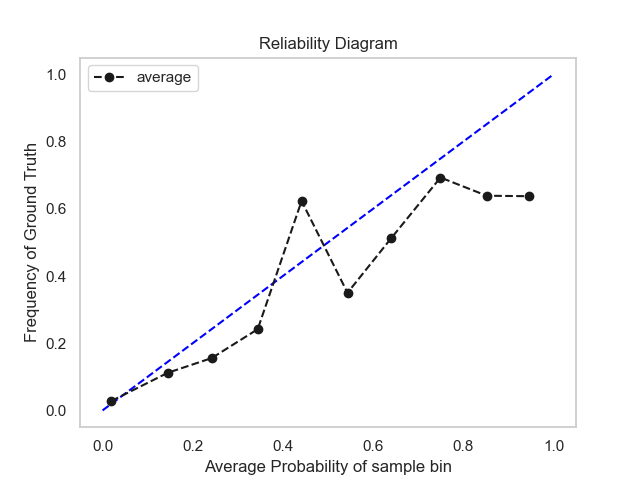 Reliability Diagram
average
Frequency of Ground Truth
1.0
0.8
0.6
0.4
0.2
0.0
0.0 0.2 0.4 0.6 0.8 1.0
Average Probability of sample bin